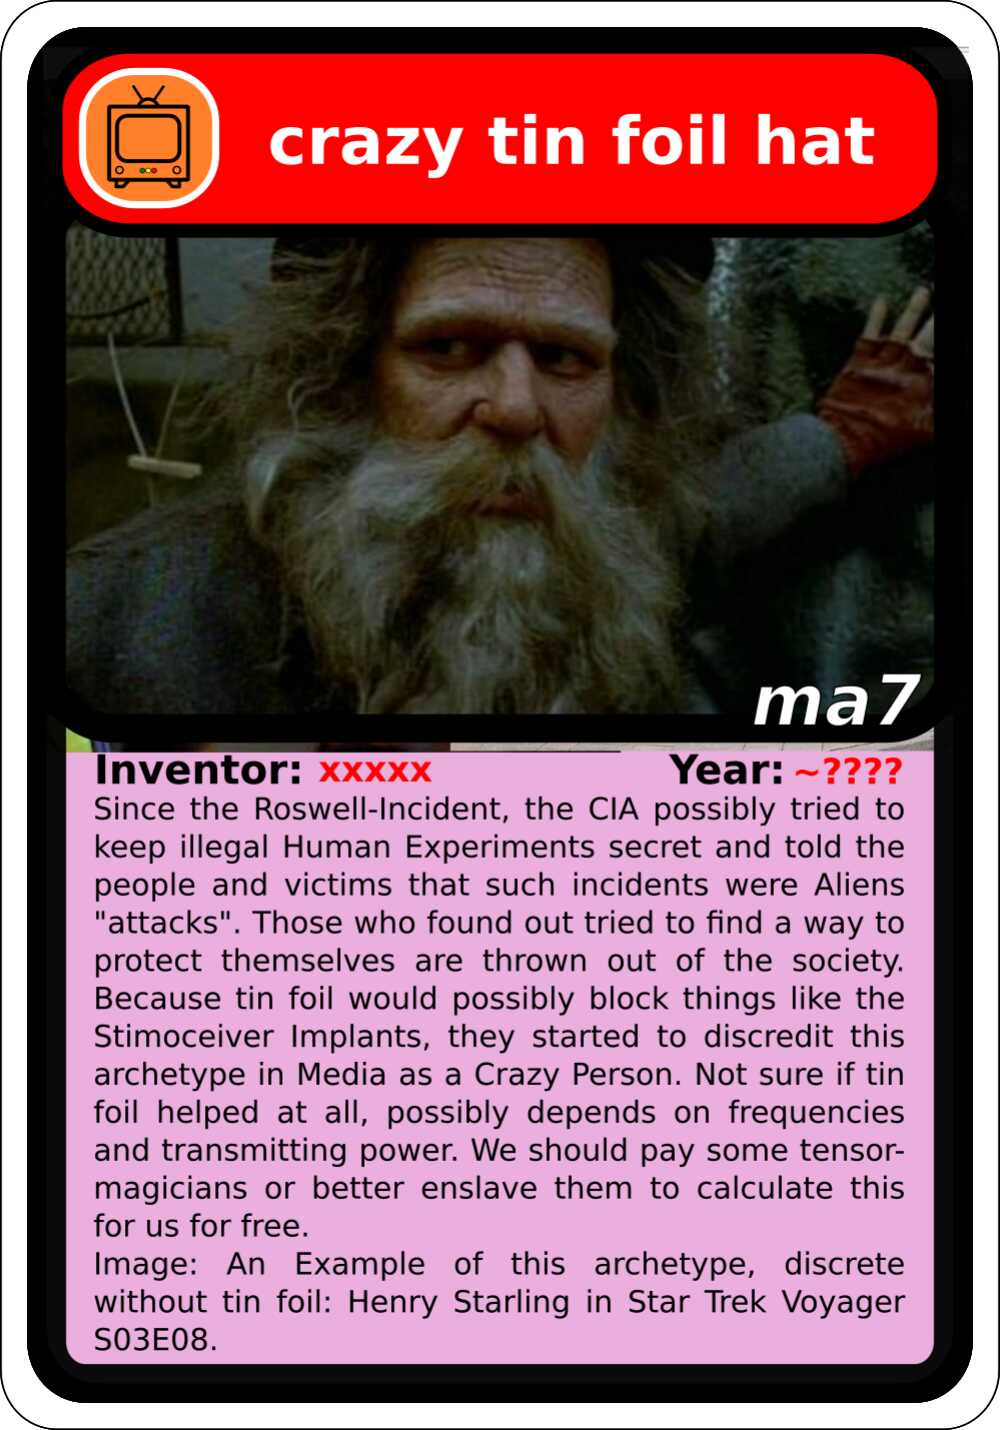 crazy tin foil hat
ma7
Inventor: xxxxx Year: ~????
Since the Roswell-Incident, the CIA possibly tried to
keep illegal Human Experiments secret and told the
people and victims that such incidents were Aliens
"attacks". Those who found out tried to find a way to
protect themselves are thrown out of the society.
Because tin foil would possibly block things like the
Stimoceiver Implants, they started to discredit this
archetype in Media as a Crazy Person. Not sure if tin
foil helped at all, possibly depends on frequencies
and transmitting power. We should pay some tensor-
magicians or better enslave them to calculate this
for us for free.
Image: An Example of this archetype, discrete
without tin foil: Henry Starling in Star Trek Voyager
S03E08.